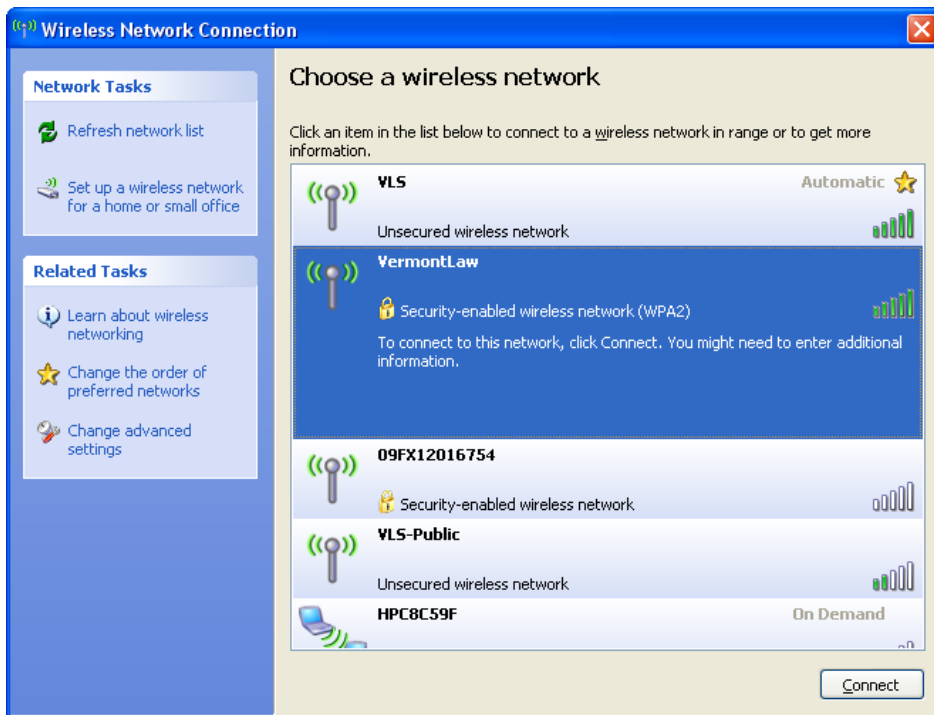 Wireless Network Connection
Network Tasks
Refresh network list
Set up a wireless network
for a home or small office
Related Tasks
Learn about wireless
networking
Change the order of
preferred networks
Change advanced
settings
Choose a wireless network
Click an item in the list below to connect to a wireless network in range or to get more
information.
VLS Automatic
Unsecured wireless network
VermontLaw
Security-enabled wireless network (WPA2)
To connect to this network, click Connect. You might need to enter additional
information.
09FX12016754
Security-enabled wireless network
VLS-Public
Unsecured wireless network
HPC8C59F On Demand
Connect